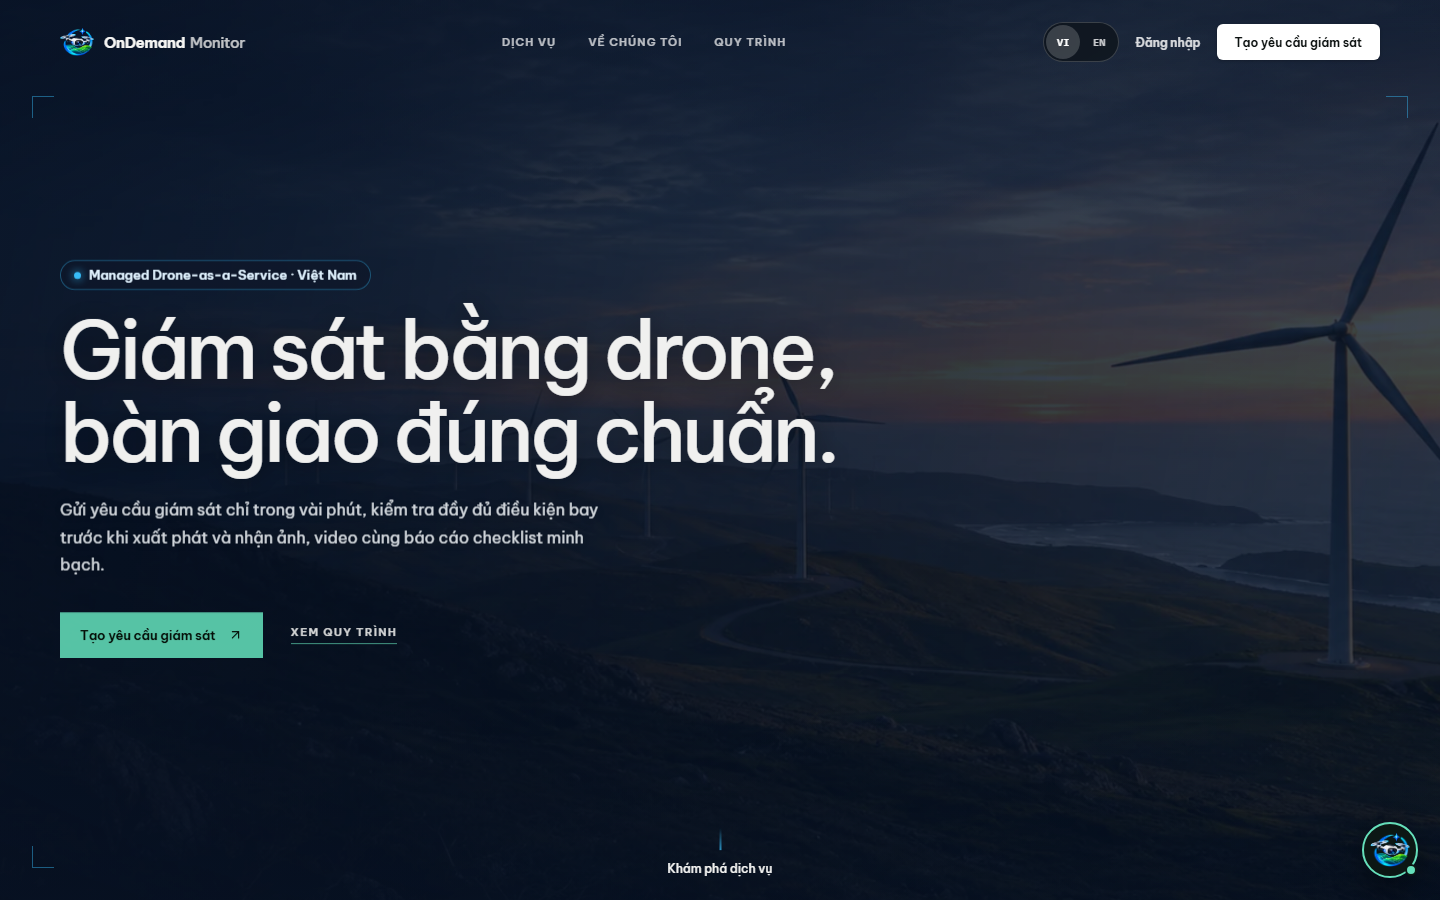 OnDemand Monitor
DỊCH VỤ
VỀ CHÚNG TÔI
QUY TRÌNH
VI
EN
Đăng nhập
Tạo yêu cầu giám sát
Managed Drone-as-a-Service · Việt Nam
Giám sát bằng drone,
bàn giao đúng chuẩn.
Gửi yêu cầu giám sát chỉ trong vài phút, kiểm tra đầy đủ điều kiện bay
trước khi xuất phát và nhận ảnh, video cùng báo cáo checklist minh
bạch.
Tạo yêu cầu giám sát
XEM QUY TRÌNH
Khám phá dịch vụ